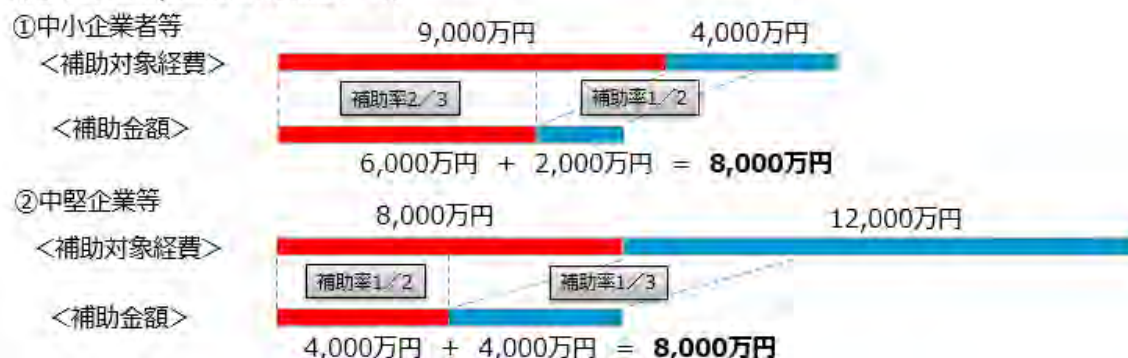 ①中小企業者等
9,000万円 4,000万円
<補助対象経費>
補助率2/3 補助率1/2
<補助金額>
6,000万円 + 2,000万円 = 8,000万円
②中堅企業等
8,000万円 12,000万円
<補助対象経費>
補助率1/2 補助率1/3
<補助金額>
4,000万円 + 4,000万円 = 8,000万円